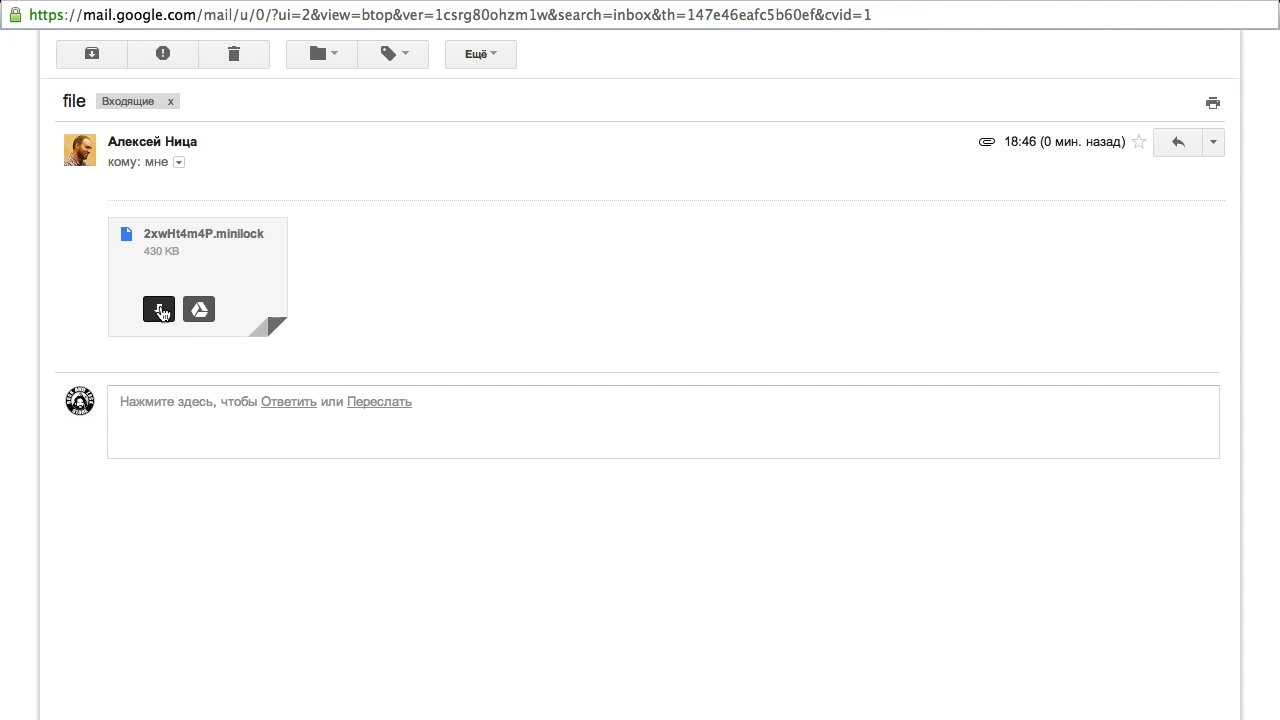 https://mail.google.com/mail/u/0/?ui=2&view=btop&ver=1csrg80ohzm1w&search=inbox&th=147e46eafc5b60ef&cvid=1
Ещё
file Входящие x
Алексей Ница 18:46 (0 мин. назад)
кому: мне
2xwHt4m4P.minilock
430 KB
Нажмите здесь, чтобы Ответить или Переслать